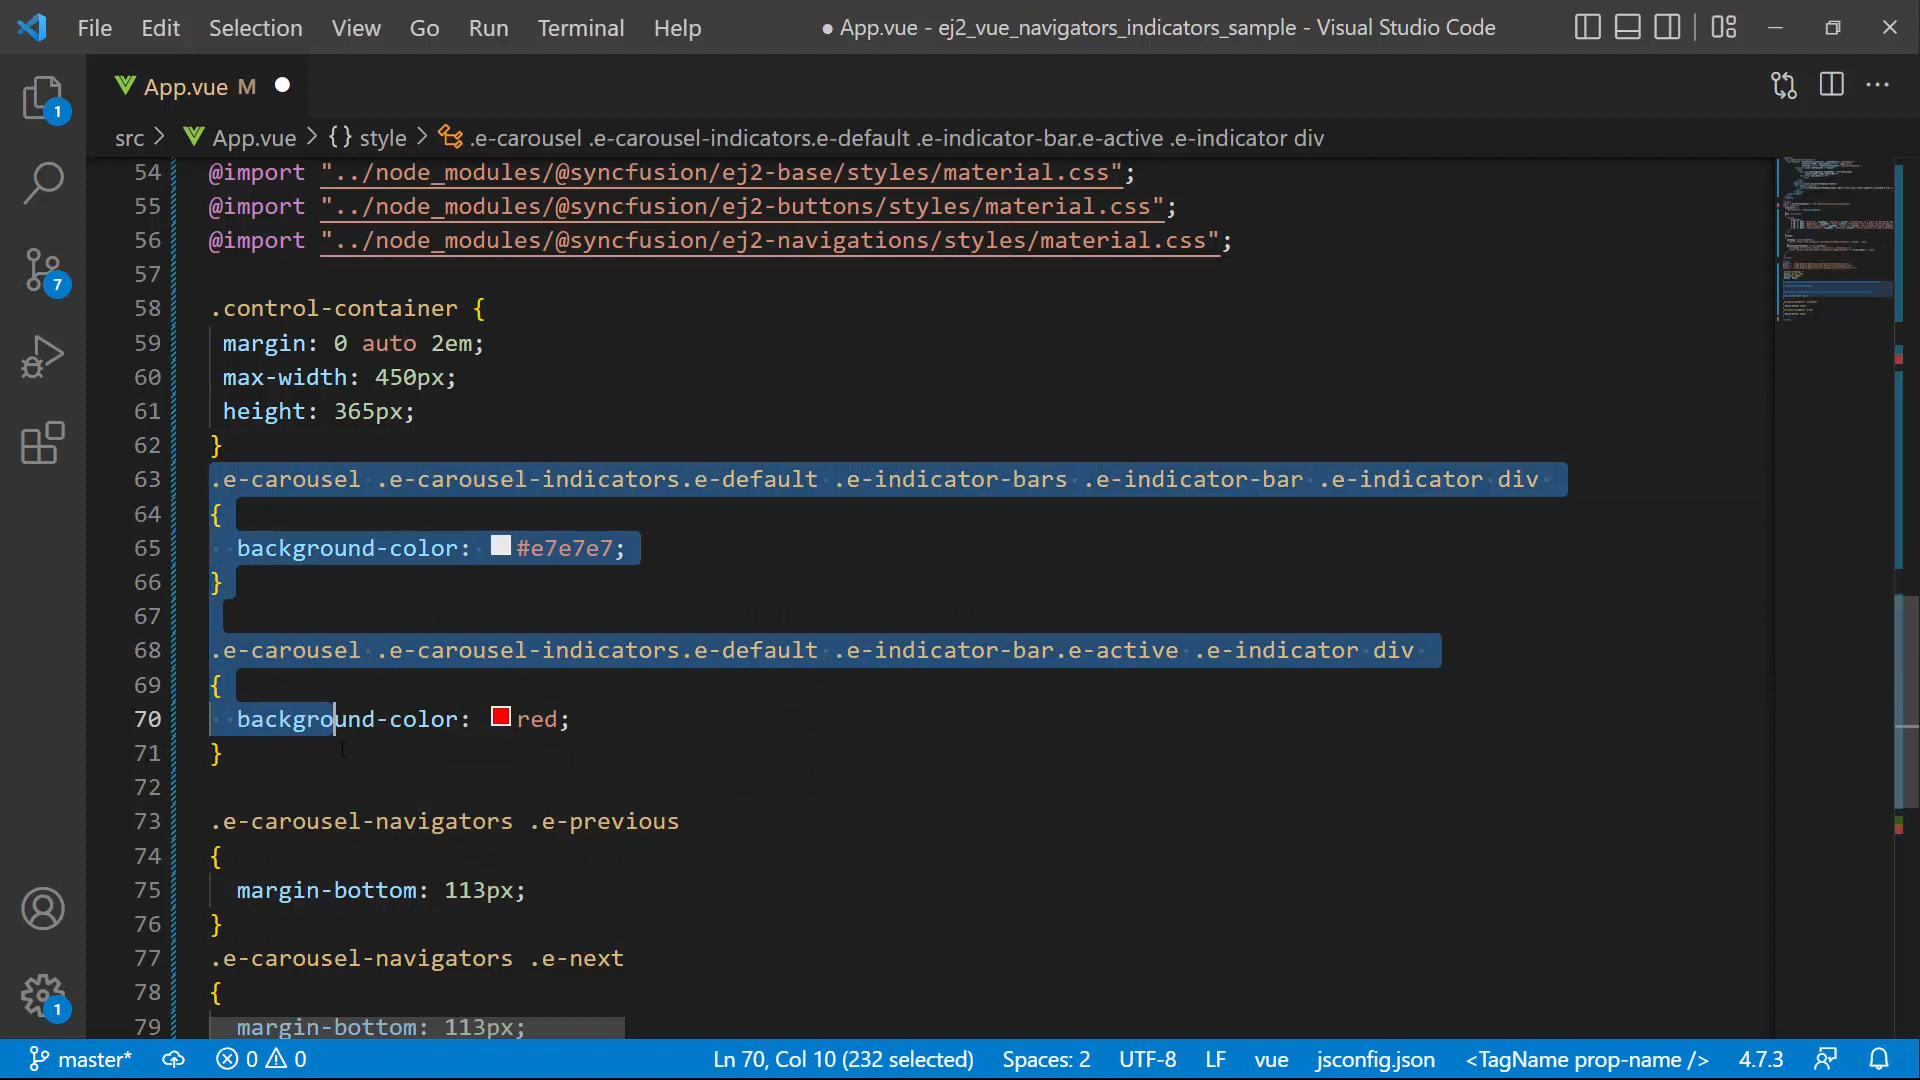 File Edit Selection View Go Run Terminal Help ● App.vue - ej2_vue_navigators_indicators_sample - Visual Studio Code
App.vue M
src > App.vue > {} style > .e-carousel .e-carousel-indicators.e-default .e-indicator-bar.e-active .e-indicator div
1
7
1
54 @import "../node_modules/@syncfusion/ej2-base/styles/material.css";
55 @import "../node_modules/@syncfusion/ej2-buttons/styles/material.css";
56 @import "../node_modules/@syncfusion/ej2-navigations/styles/material.css";
57
58 .control-container {
59 margin: 0 auto 2em;
60 max-width: 450px;
61 height: 365px;
62 }
63 .e-carousel .e-carousel-indicators.e-default .e-indicator-bars .e-indicator-bar .e-indicator div
64 {
65 background-color: #e7e7e7;
66 }
67
68 .e-carousel .e-carousel-indicators.e-default .e-indicator-bar.e-active .e-indicator div
69 {
70 background-color: red;
71 }
72
73 .e-carousel-navigators .e-previous
74 {
75 margin-bottom: 113px;
76 }
77 .e-carousel-navigators .e-next
78 {
79 margin-bottom: 113px;
master* 0 0 Ln 70, Col 10 (232 selected) Spaces: 2 UTF-8 LF vue jsconfig.json <TagName prop-name /> 4.7.3